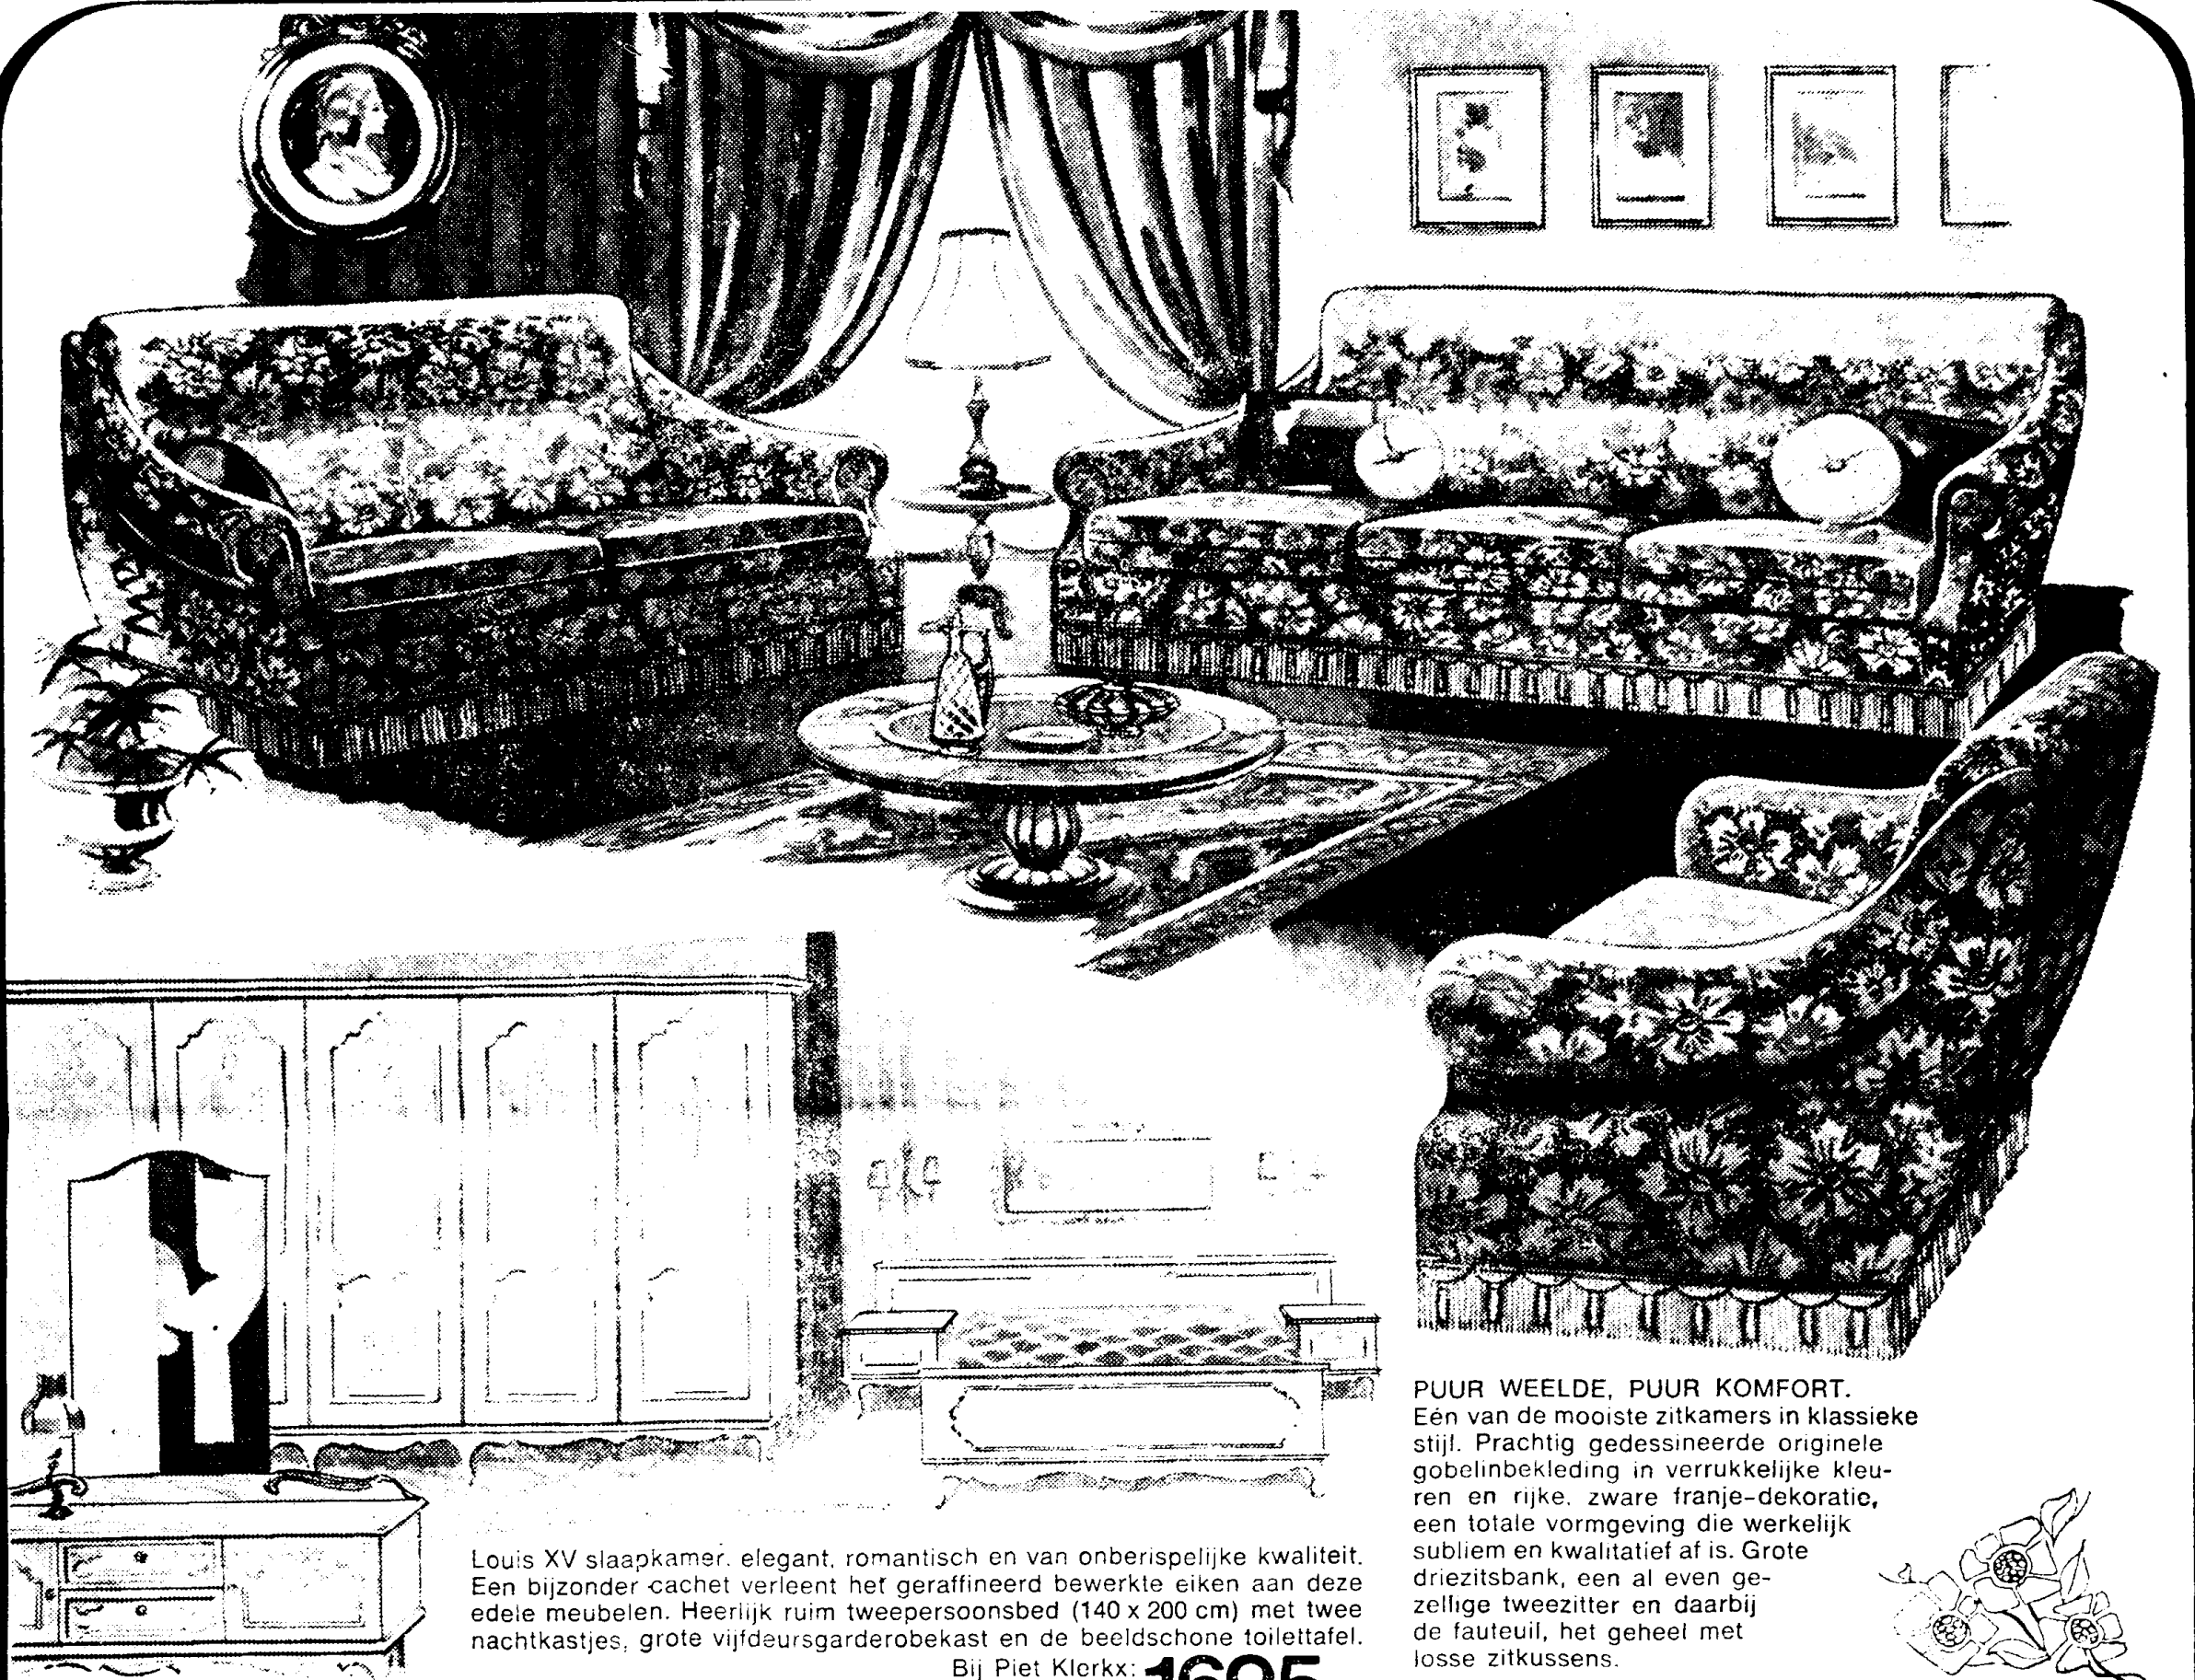 Louis XV slaapkamer. elegant, romantisch en van onberispelijke kwaliteit.
Een bijzonder cachet verleent het geraffineerd bewerkte eiken aan deze
edele meubelen. Heerlijk ruim tweepersoonsbed (140 x 200 cm) met twee
nachtkastjes, grote vijfdeursgarderobekast en de beeldschone toilettafel.
Bij Piet Klerkx: 1695
PUUR WEELDE, PUUR KOMFORT.
Eén van de mooiste zitkamers in klassieke
stijl. Prachtig gedessineerde originele
gobelinbekleding in verrukkelijke kleu-
ren en rijke, zware franje-dekoratie,
een totale vormgeving die werkelijk
subliem en kwalitatief af is. Grote
driezitsbank, een al even ge-
zellige tweezitter en daarbij
de fauteuil, het geheel met
losse zitkussens.